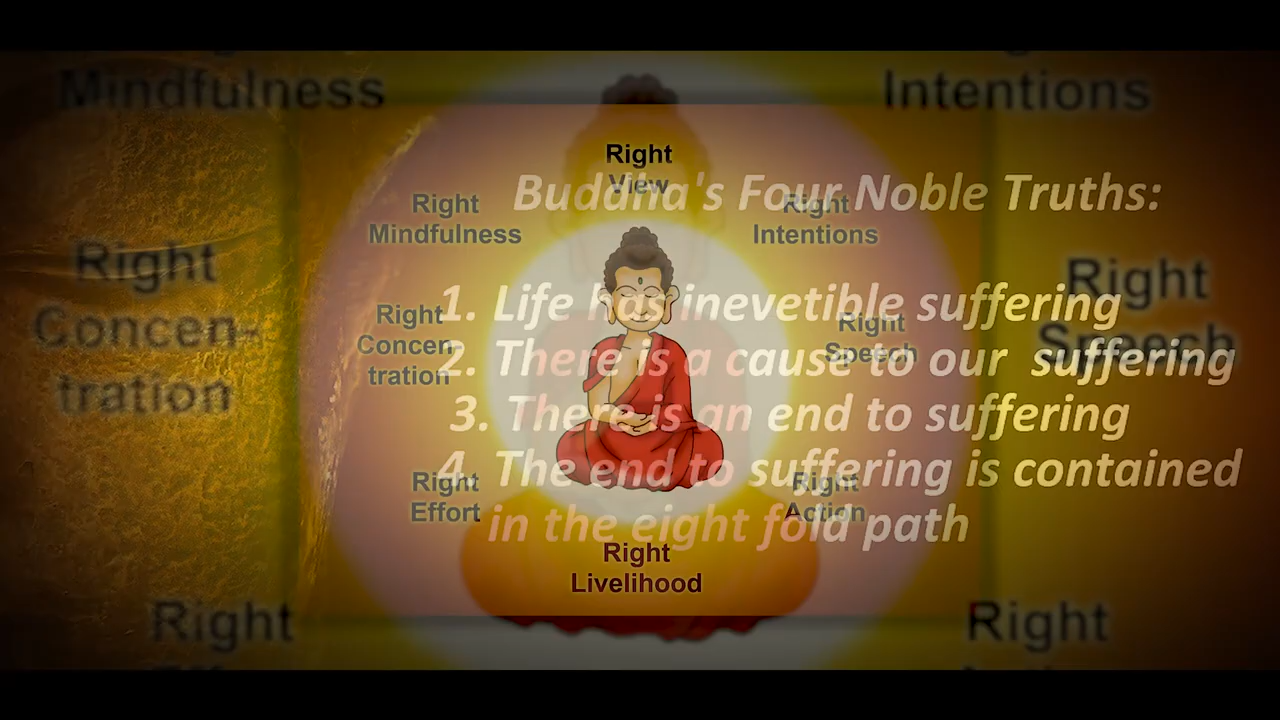 Buddha's Four Noble Truths:
1. Life has inevetible suffering
2. There is a cause to our suffering
3. There is an end to suffering
4. The end to suffering is contained
in the eight fold path
Right
View
Right
Intentions
Right
Speech
Right
Action
Right
Livelihood
Right
Effort
Right
Concen-
tration
Right
Mindfulness
Mindfulness
Intentions
Right
Concen-
tration
Right
Speech
Right
Right